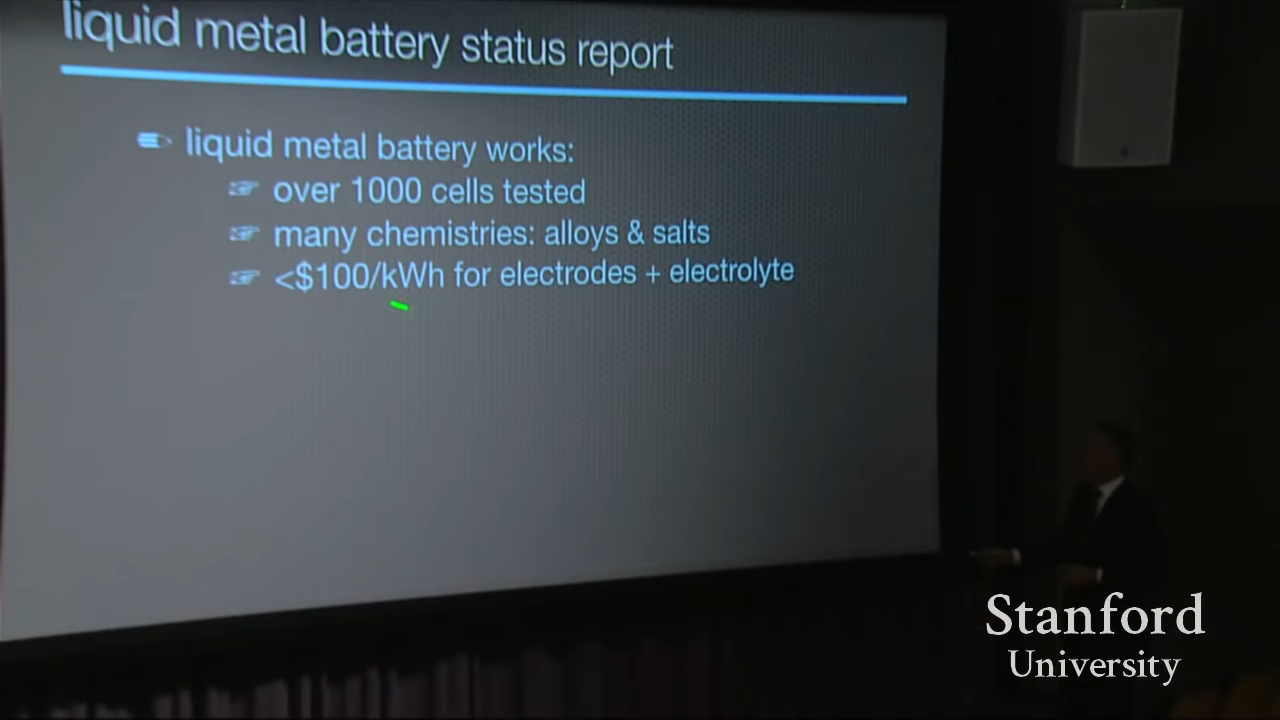 liquid metal battery status report
liquid metal battery works:
over 1000 cells tested
many chemistries: alloys & salts
<$100/kWh for electrodes + electrolyte
Stanford
University